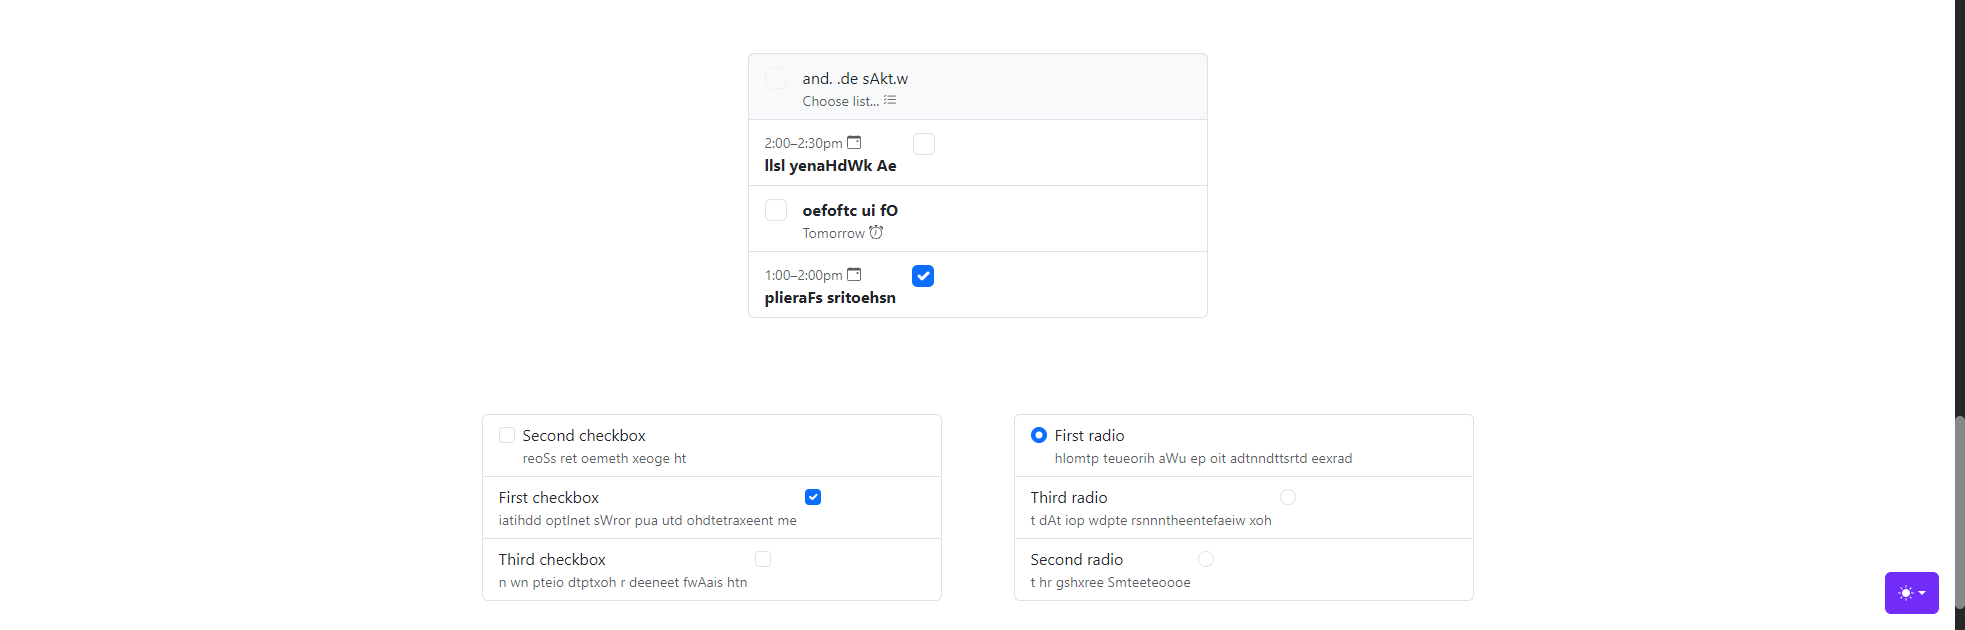 and. .de sAkt.w
Choose list...
2:00–2:30pm
llsl yenaHdWk Ae
oefoftc ui fO
Tomorrow
1:00–2:00pm
plieraFs sritoehsn
Second checkbox
reoSs ret oemeth xeoge ht
First checkbox
iatihdd optlnet sWror pua utd ohdtetraxeent me
Third checkbox
n wn pteio dtptxoh r deeneet fwAais htn
First radio
hlomtp teueorih aWu ep oit adtnndttsrtd eexrad
Third radio
t dAt iop wdpte rsnnntheentefaeiw xoh
Second radio
t hr gshxree Smteeteoooe